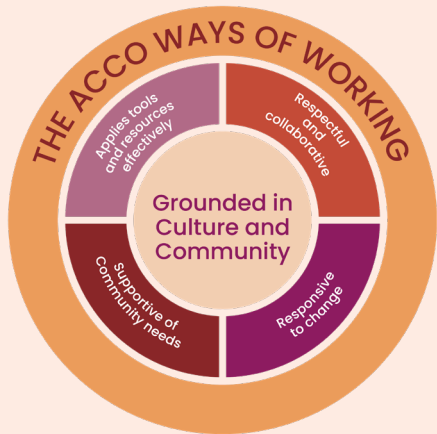 THE ACCO WAYS OF WORKING
Applies tools
and resources
effectively
Respectful
and
collaborative
Grounded in
Culture and
Community
Supportive of
Community needs
Responsive
to change